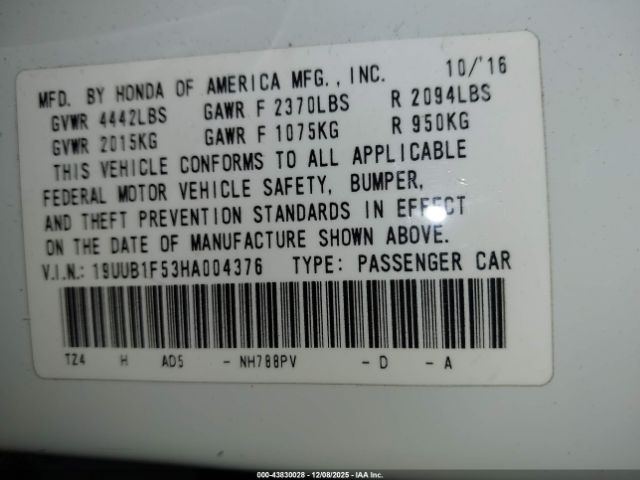 MFD. BY HONDA OF AMERICA MFG., INC. 10/'16
GVWR 4442LBS GAWR F 2370LBS R 2094LBS
GVWR 2015KG GAWR F 1075KG R 950KG
THIS VEHICLE CONFORMS TO ALL APPLICABLE
FEDERAL MOTOR VEHICLE SAFETY, BUMPER,
AND THEFT PREVENTION STANDARDS IN EFFECT
ON THE DATE OF MANUFACTURE SHOWN ABOVE.
V.I.N.: 19UUB1F53HA004376 TYPE: PASSENGER CAR
TZ4 H AD5 - NH788PV - D - A
000-43830028 - 12/08/2025 - IAA Inc.